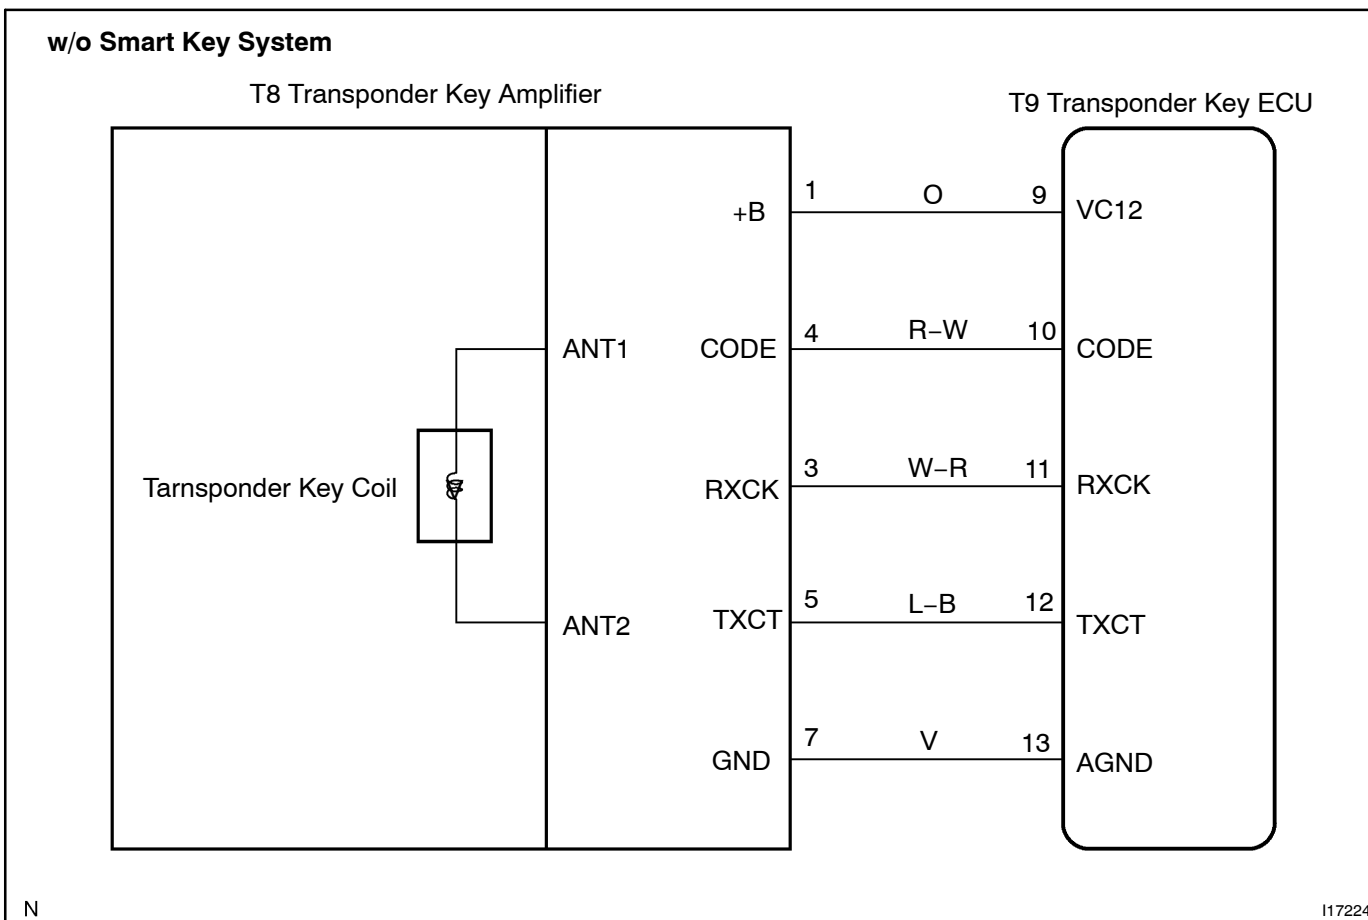 w/o Smart Key System
T8 Transponder Key Amplifier
T9 Transponder Key ECU
+B 1 O 9 VC12
ANT1 CODE 4 R−W 10 CODE
Tarnsponder Key Coil RXCK 3 W−R 11 RXCK
ANT2 TXCT 5 L−B 12 TXCT
GND 7 V 13 AGND
N I17224